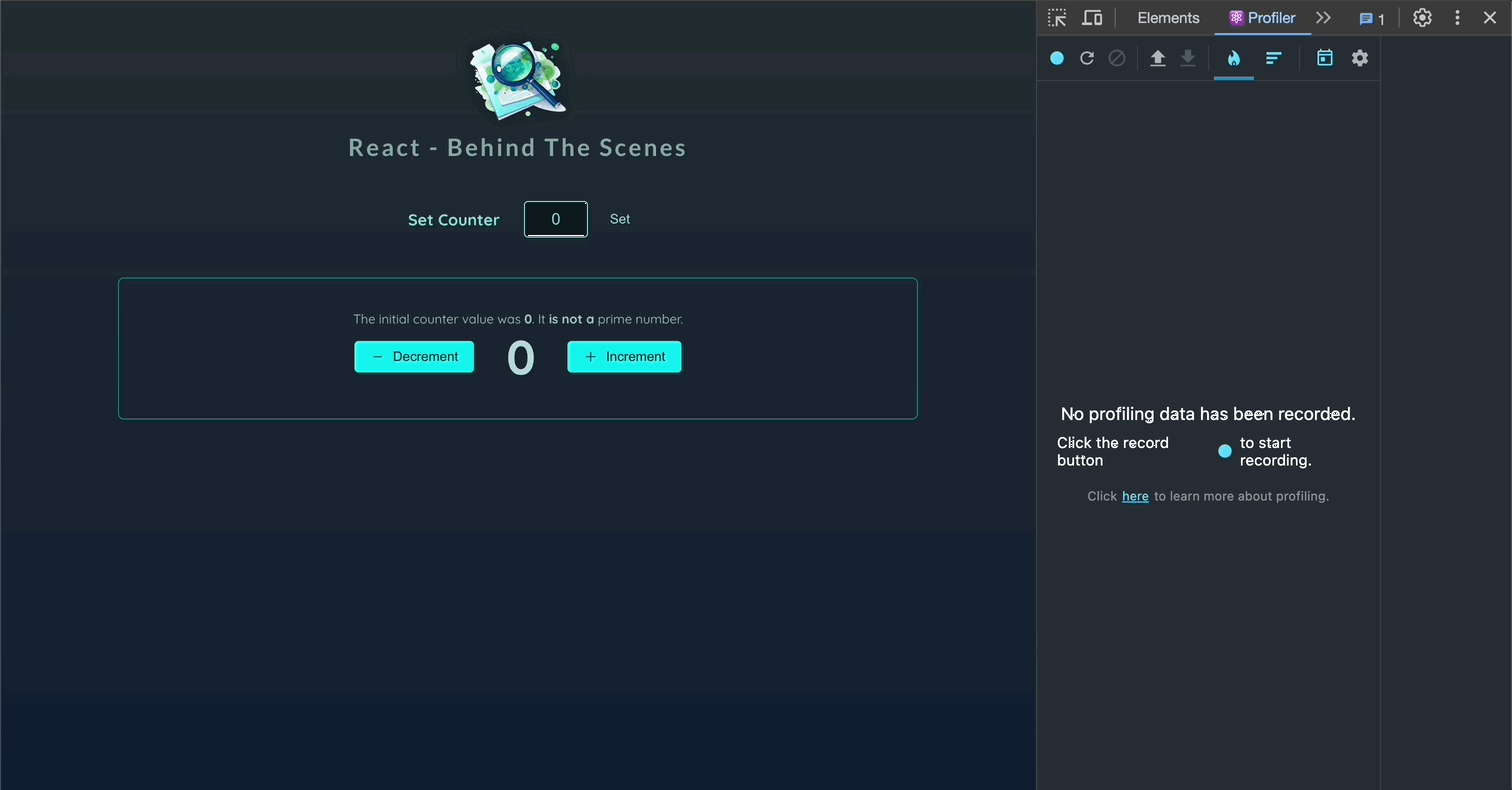 Elements
Profiler
1
React - Behind The Scenes
Set Counter
0
Set
The initial counter value was 0. It is not a prime number.
− Decrement
0
+ Increment
No profiling data has been recorded.
Click the record
button
to start
recording.
Click here to learn more about profiling.